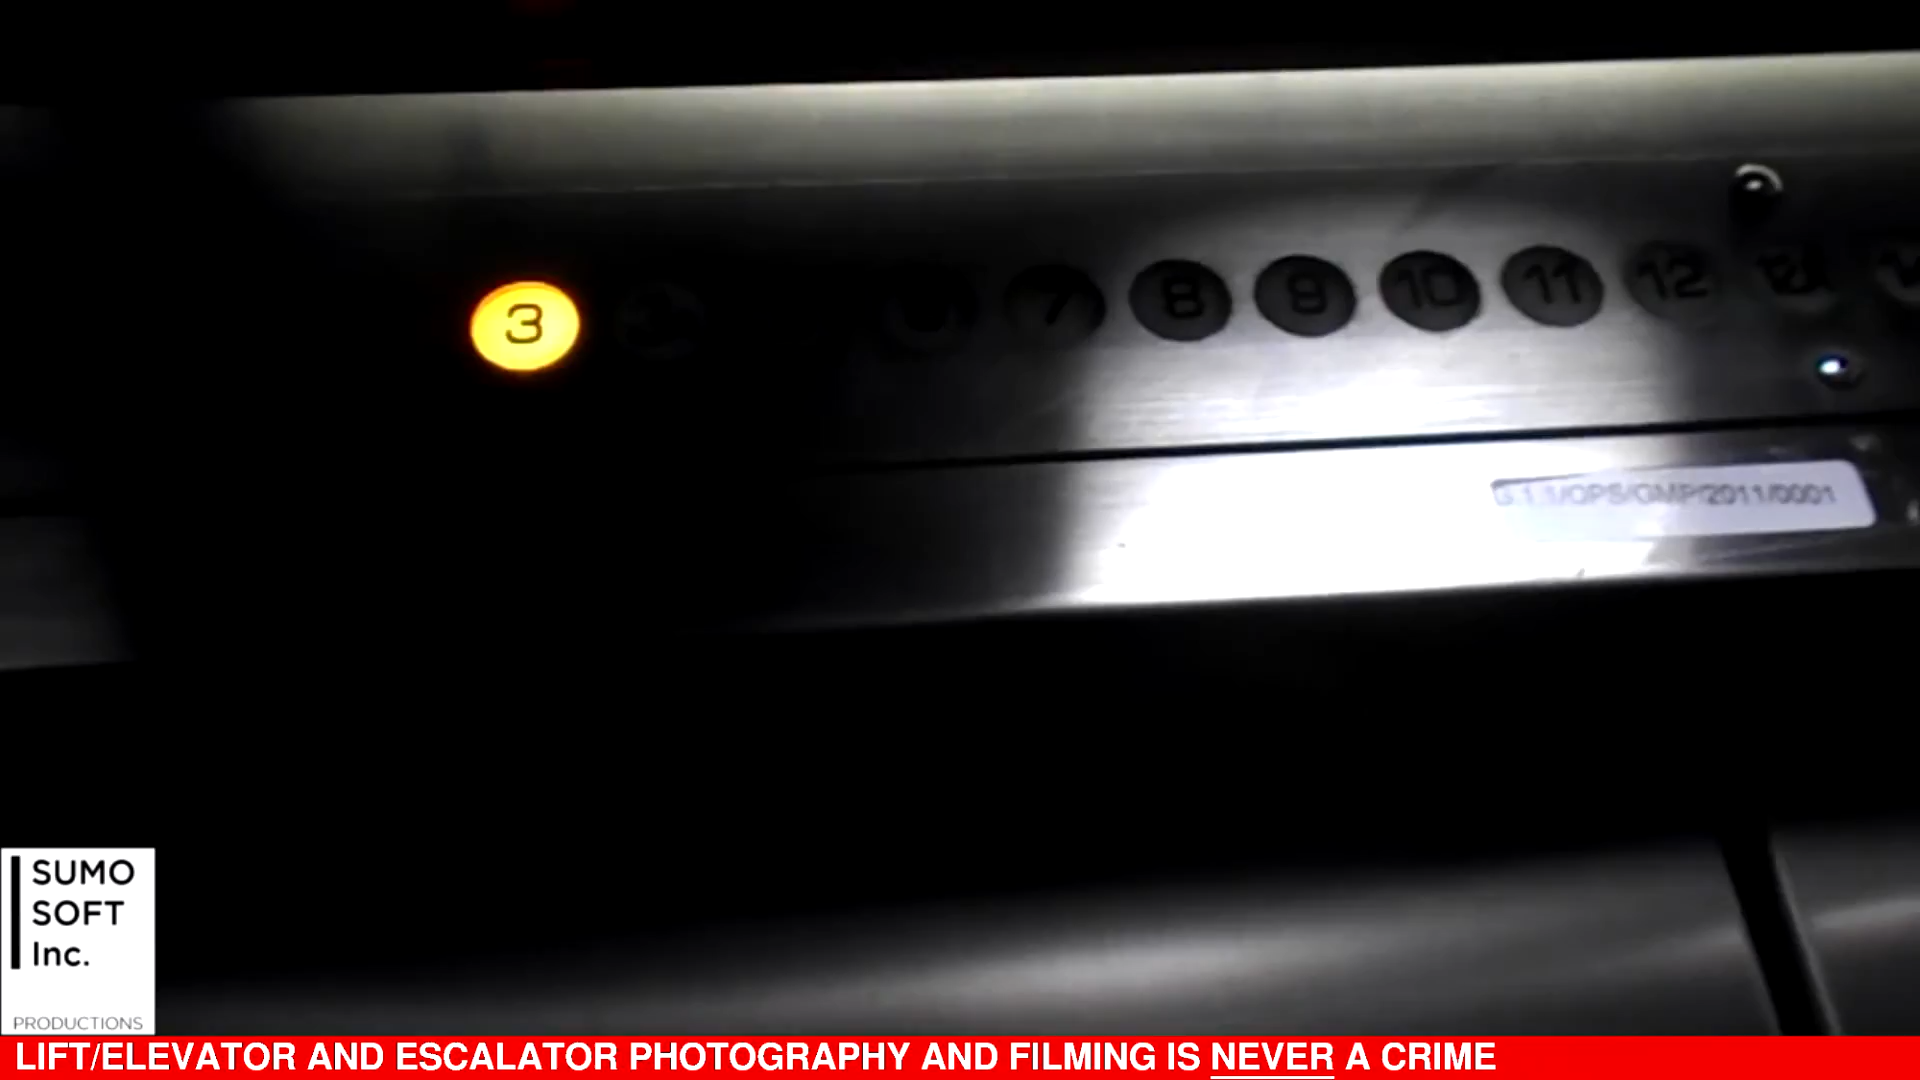 3 7 8 9 10 11 12
SUMO
SOFT
Inc.
PRODUCTIONS
LIFT/ELEVATOR AND ESCALATOR PHOTOGRAPHY AND FILMING IS NEVER A CRIME